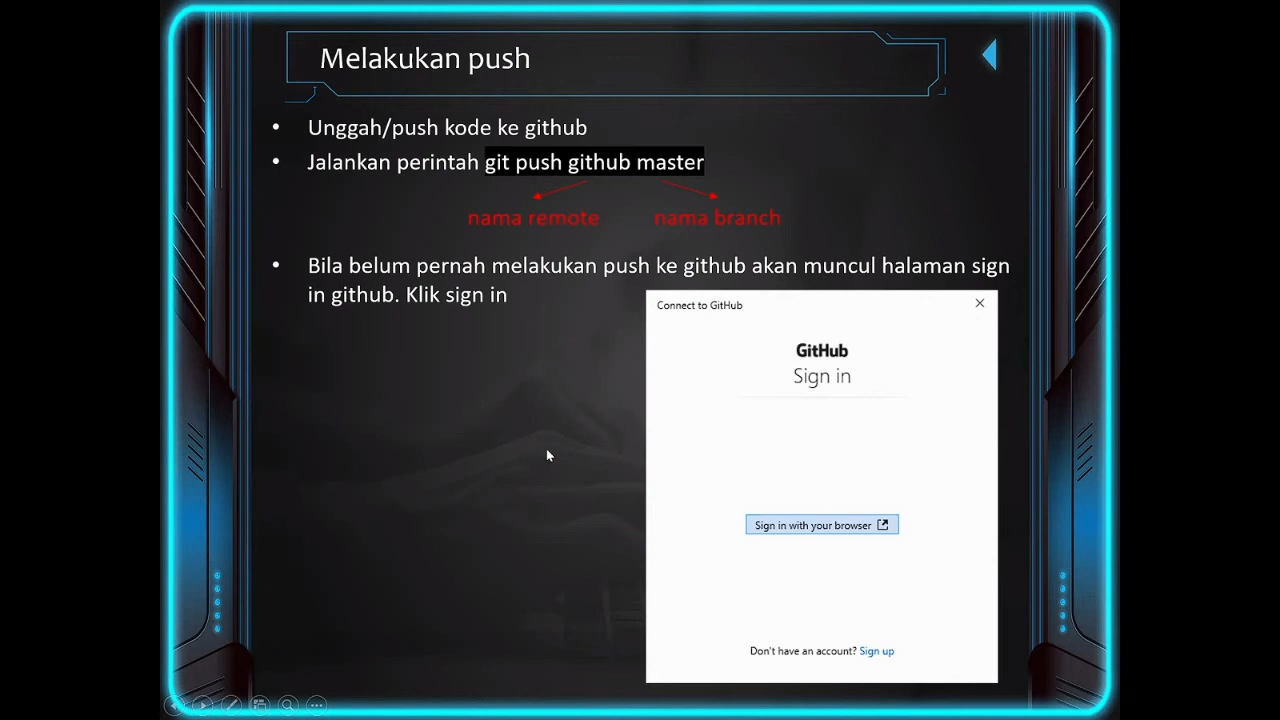 Melakukan push
• Unggah/push kode ke github
• Jalankan perintah git push github master
nama remote nama branch
• Bila belum pernah melakukan push ke github akan muncul halaman sign
in github. Klik sign in
Connect to GitHub
GitHub
Sign in
Sign in with your browser
Don't have an account? Sign up